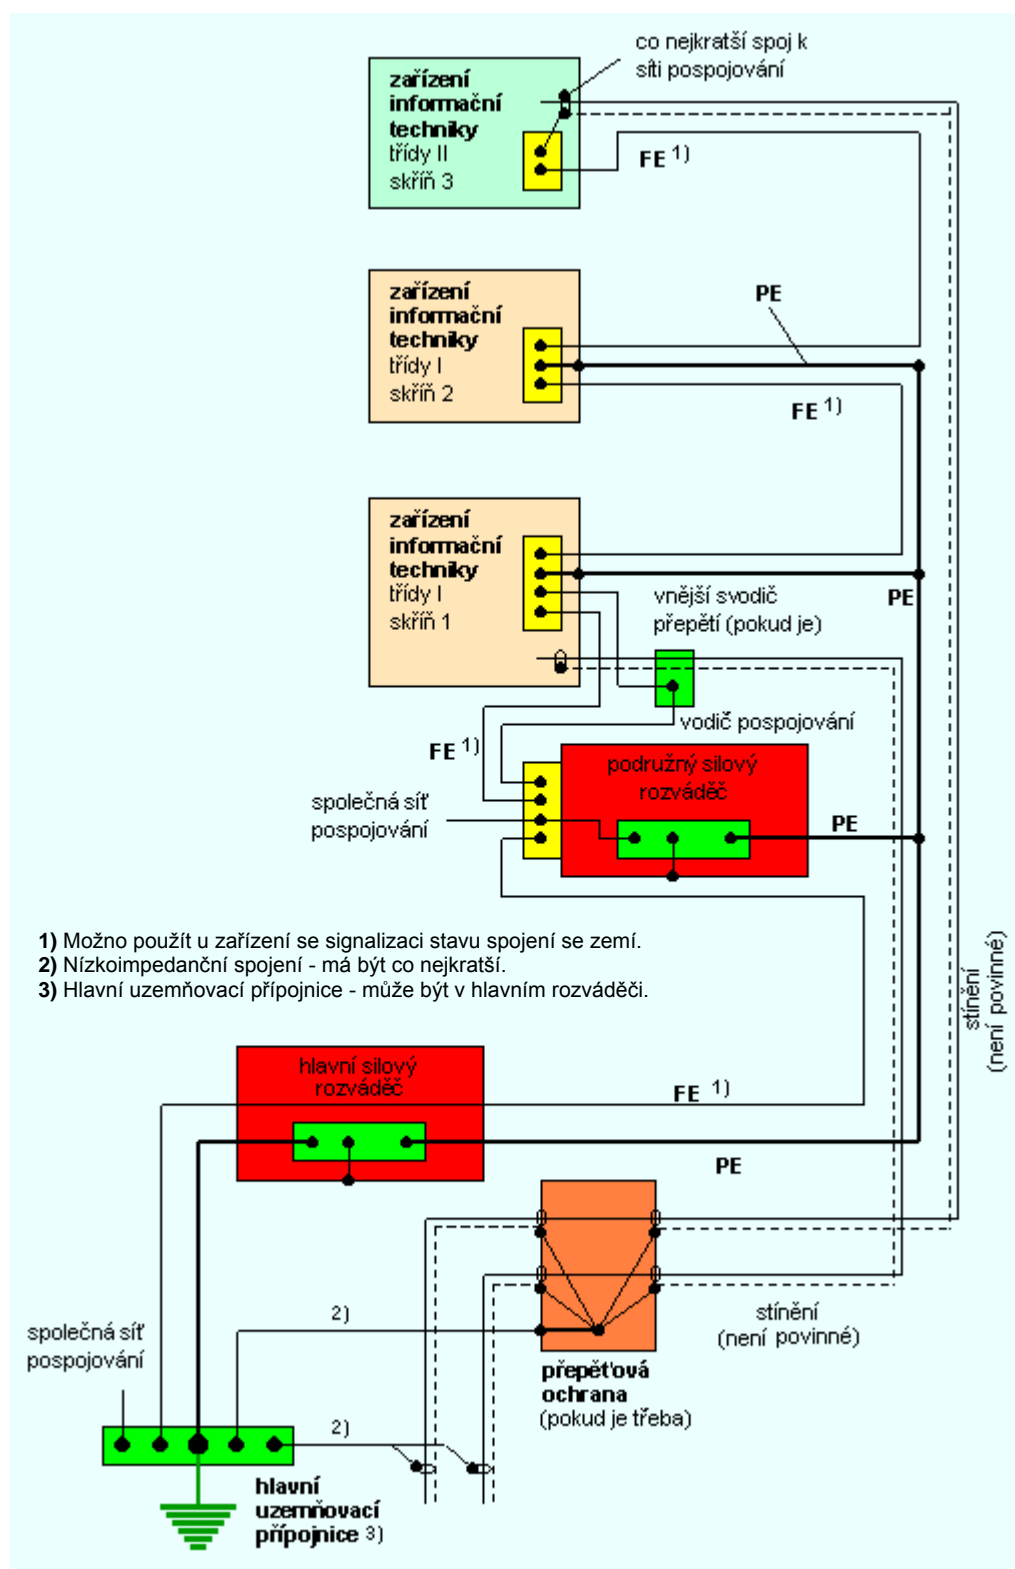 co nejkratší spoj k
síti pospojování
zařízení
informační
techniky
třídy II
skříň 3
FE 1)
zařízení
informační
techniky
třídy I
skříň 2
PE
FE 1)
zařízení
informační
techniky
třídy I
skříň 1
PE
vnější svodič
přepětí (pokud je)
vodič pospojování
FE 1)
podružný silový
rozváděč
společná síť
pospojování
PE
1) Možno použít u zařízení se signalizaci stavu spojení se zemí.
2) Nízkoimpedanční spojení - má být co nejkratší.
3) Hlavní uzemňovací přípojnice - může být v hlavním rozváděči.
stínění
(není povinné)
hlavní silový
rozváděč
FE 1)
PE
2)
stínění
(není povinné)
společná síť
pospojování
přepěťová
ochrana
(pokud je třeba)
2)
hlavní
uzemňovací
přípojnice 3)